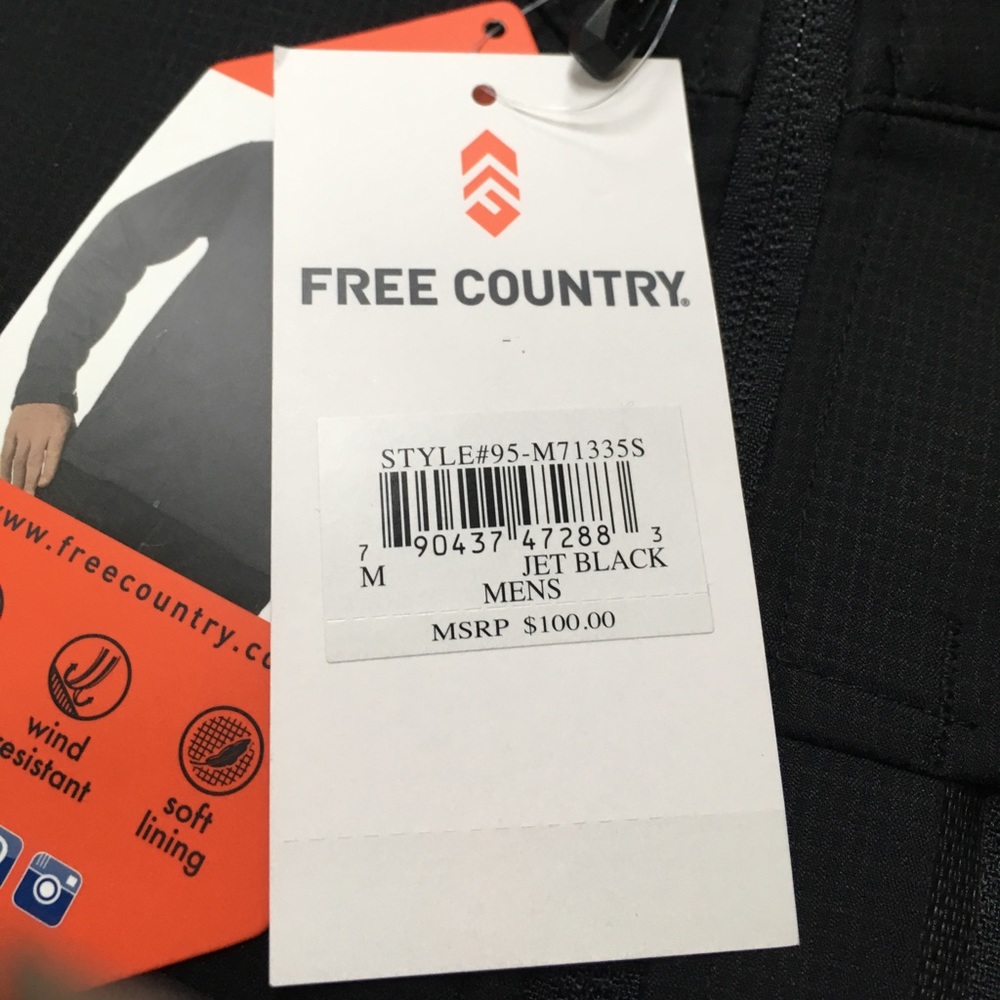 FREE COUNTRY®
STYLE#95-M71335S
7 90437 47288 3
M JET BLACK
MENS
MSRP $100.00
www.freecountry.co
wind
resistant
soft
lining